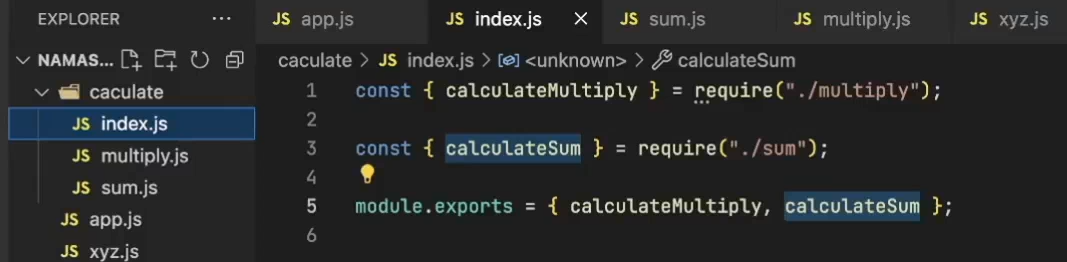 EXPLORER ...
NAMAS...
caculate
JS index.js
JS multiply.js
JS sum.js
JS app.js
JS xyz.js
JS app.js JS index.js × JS sum.js JS multiply.js JS xyz.js
caculate > JS index.js > <unknown> > calculateSum
1 const { calculateMultiply } = require("./multiply");
2
3 const { calculateSum } = require("./sum");
4
5 module.exports = { calculateMultiply, calculateSum };
6